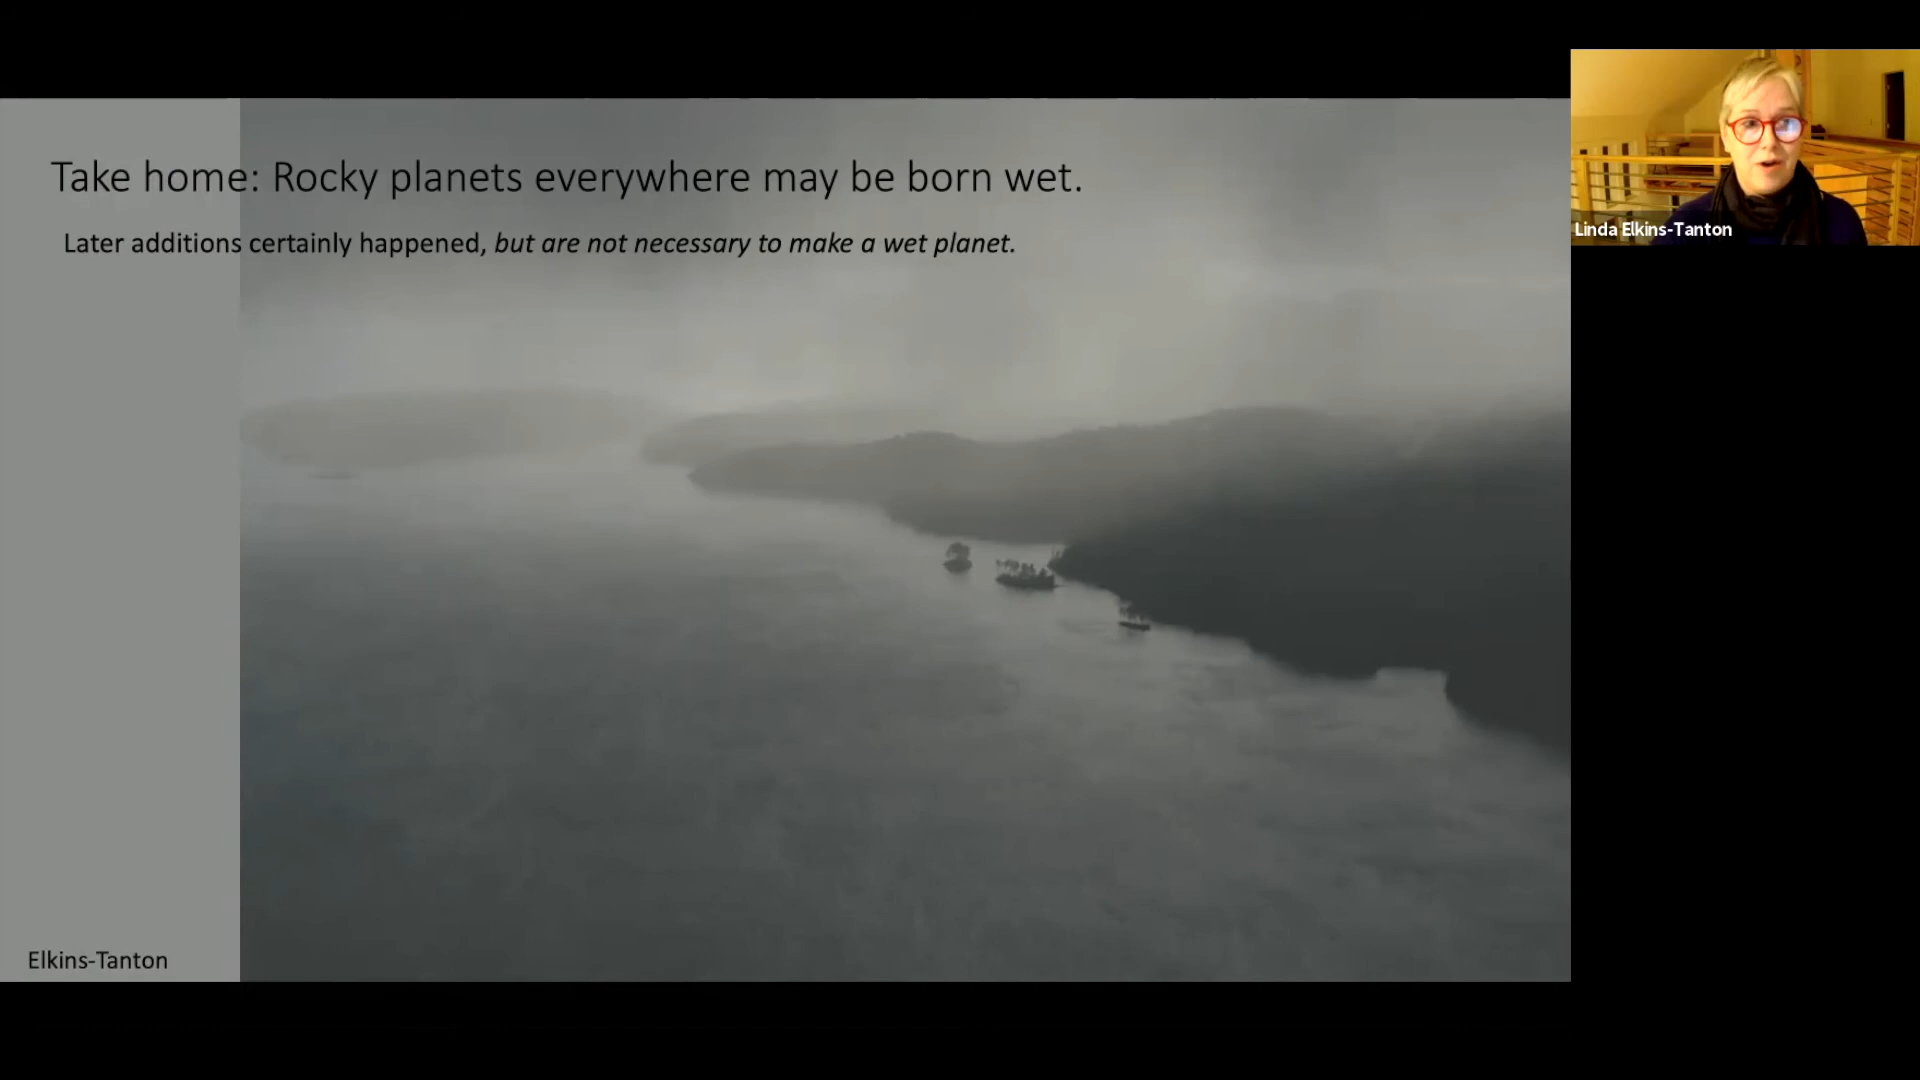 Take home: Rocky planets everywhere may be born wet.
Later additions certainly happened, but are not necessary to make a wet planet.
Linda Elkins-Tanton
Elkins-Tanton